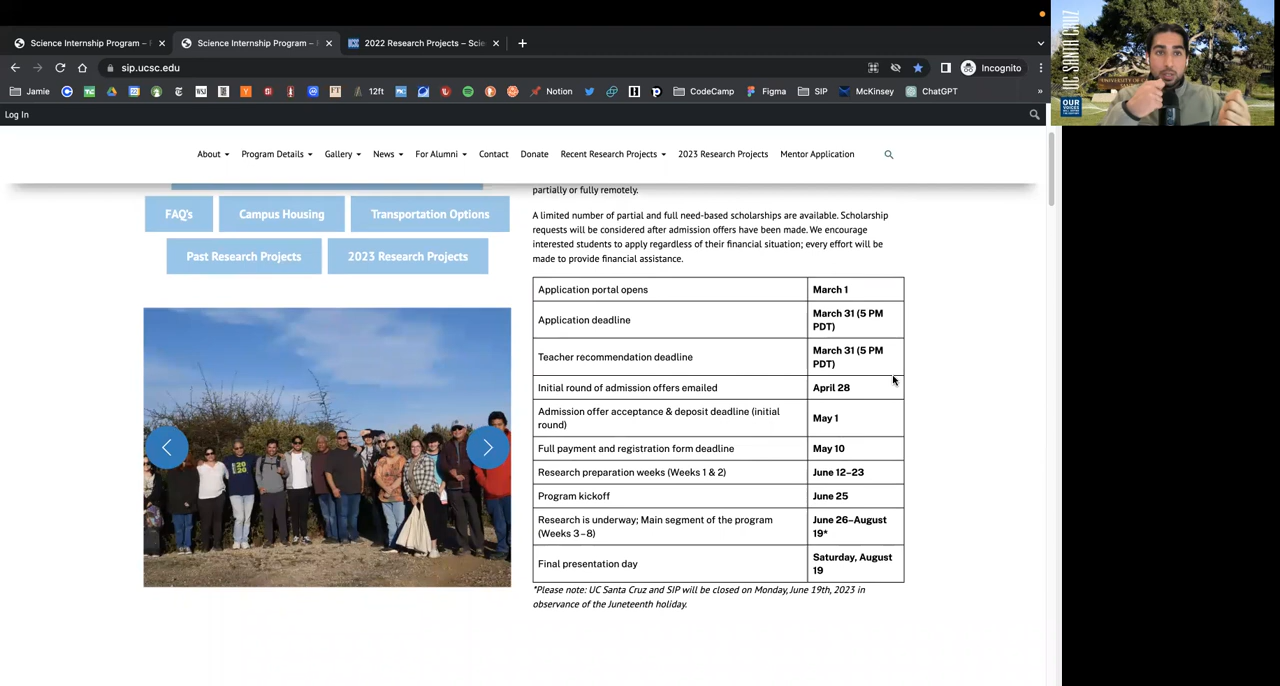 Science Internship Program –
Science Internship Program –
2022 Research Projects – Scie
sip.ucsc.edu
Incognito
Jamie
12ft
Notion
CodeCamp
Figma
SIP
McKinsey
ChatGPT
»
Log In
About
Program Details
Gallery
News
For Alumni
Contact
Donate
Recent Research Projects
2023 Research Projects
Mentor Application
FAQ's
Campus Housing
Transportation Options
Past Research Projects
2023 Research Projects
partially or fully remotely.
A limited number of partial and full need-based scholarships are available. Scholarship
requests will be considered after admission offers have been made. We encourage
interested students to apply regardless of their financial situation; every effort will be
made to provide financial assistance.
Application portal opens
March 1
Application deadline
March 31 (5 PM
PDT)
Teacher recommendation deadline
March 31 (5 PM
PDT)
Initial round of admission offers emailed
April 28
Admission offer acceptance & deposit deadline (initial
round)
May 1
Full payment and registration form deadline
May 10
Research preparation weeks (Weeks 1 & 2)
June 12–23
Program kickoff
June 25
Research is underway; Main segment of the program
(Weeks 3–8)
June 26–August
19*
Final presentation day
Saturday, August
19
*Please note: UC Santa Cruz and SIP will be closed on Monday, June 19th, 2023 in
observance of the Juneteenth holiday.
UC SANTA CRUZ
OUR
VOICES